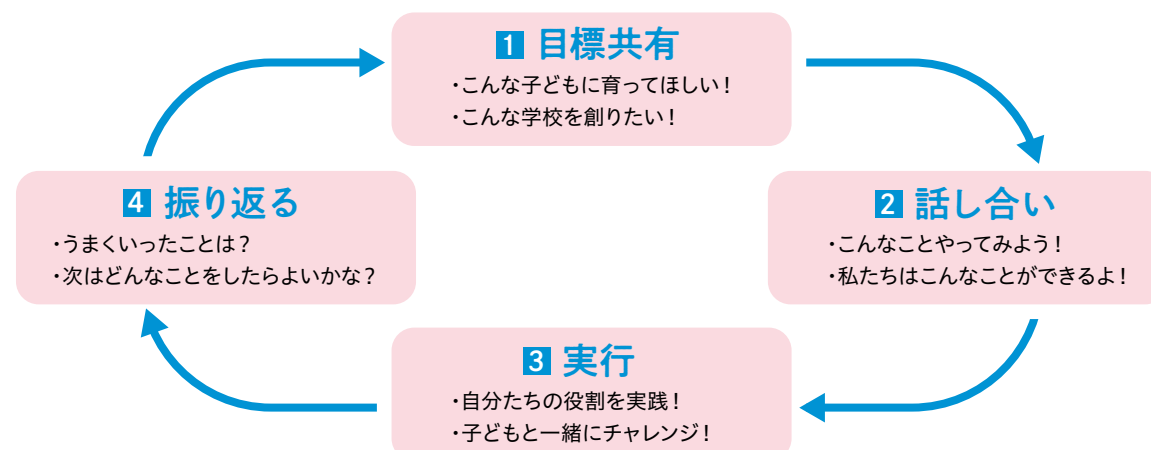 1 目標共有
・こんな子どもに育ってほしい！
・こんな学校を創りたい！
2 話し合い
・こんなことやってみよう！
・私たちはこんなことができるよ！
3 実行
・自分たちの役割を実践！
・子どもと一緒にチャレンジ！
4 振り返る
・うまくいったことは？
・次はどんなことをしたらよいかな？